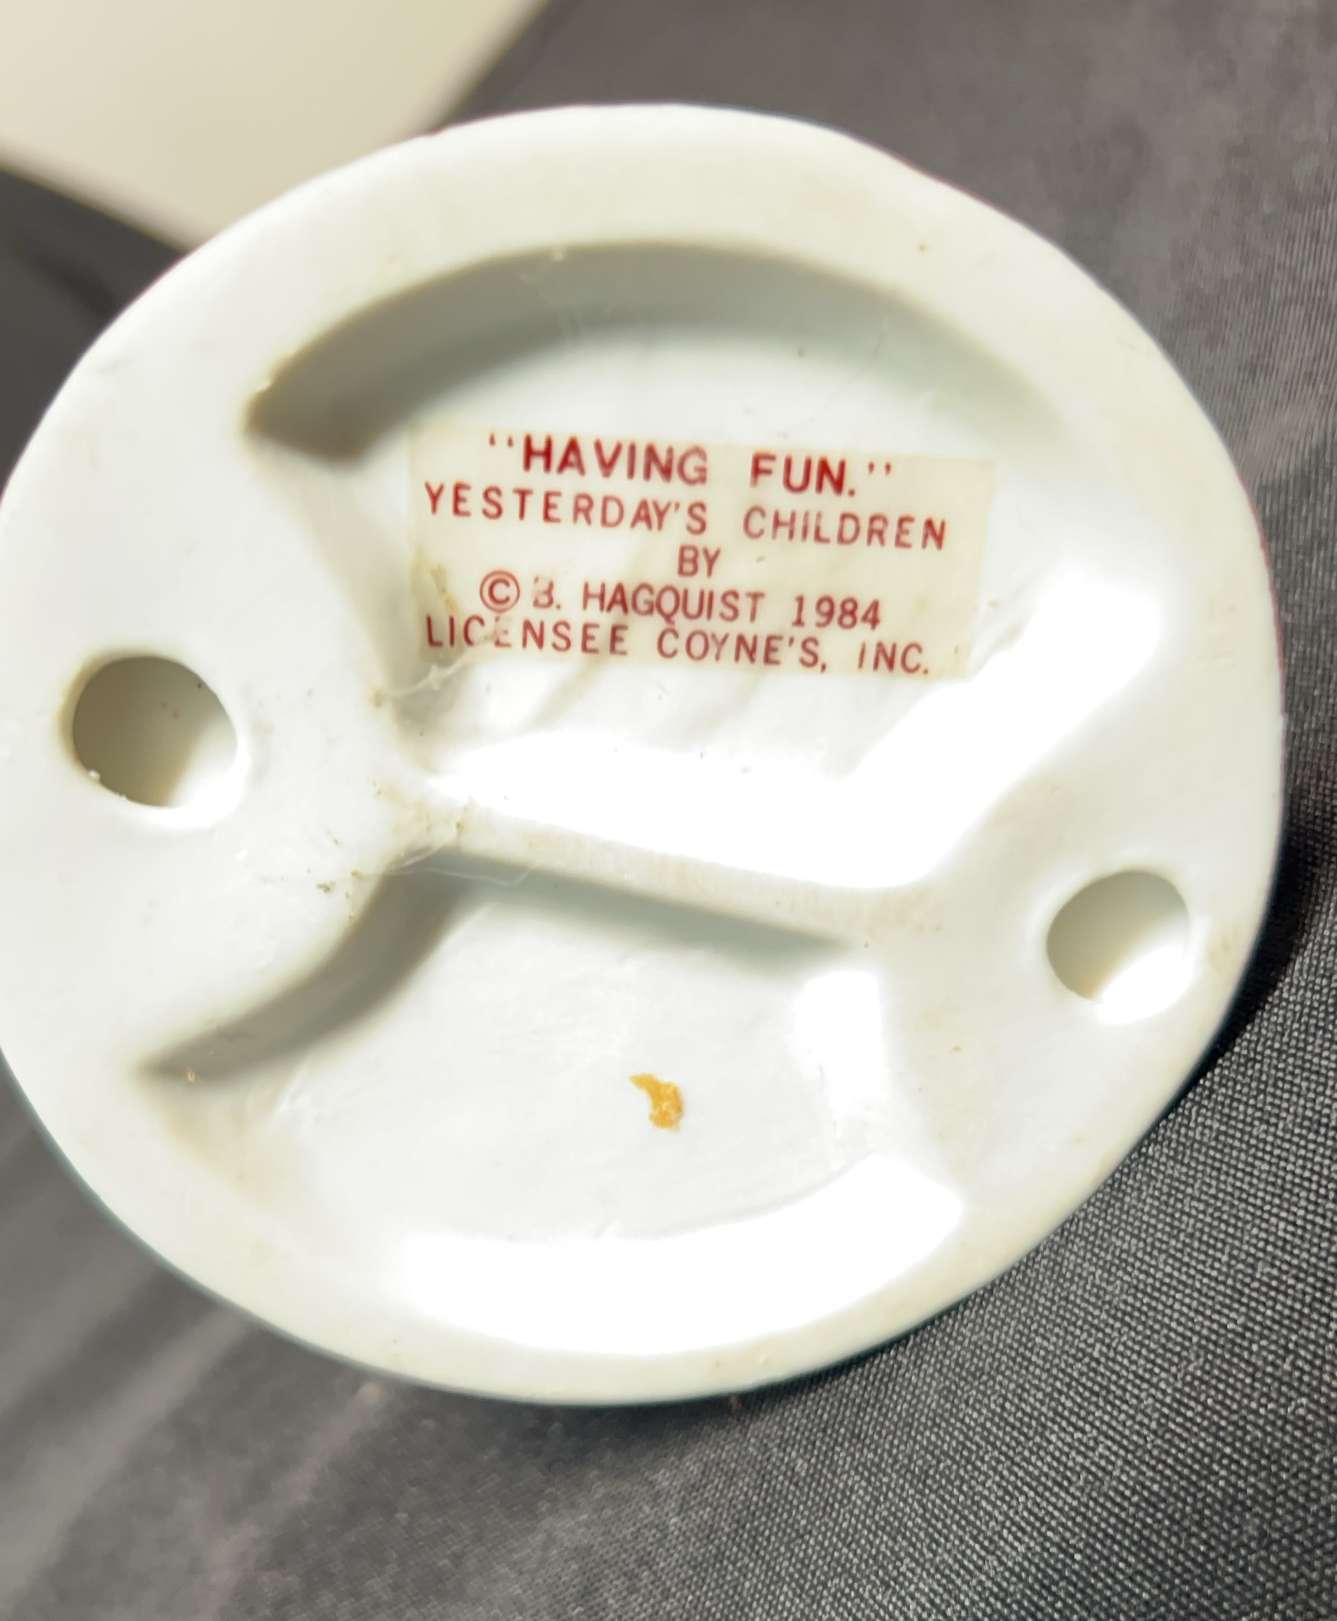 "HAVING FUN."
YESTERDAY'S CHILDREN
BY
© B. HAGQUIST 1984
LICENSEE COYNE'S, INC.